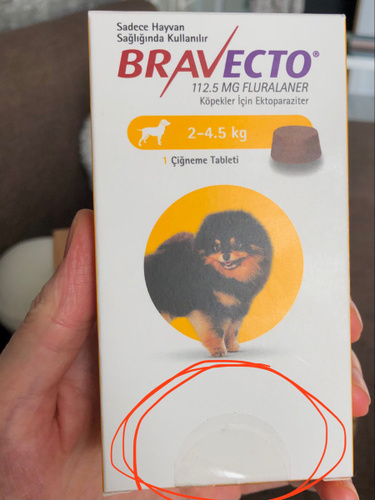 Sadece Hayvan
Sağlığında Kullanılır
BRAVECTO®
112.5 MG FLURALANER
Köpekler İçin Ektoparaziter
2-4.5 kg
1 Çiğneme Tableti